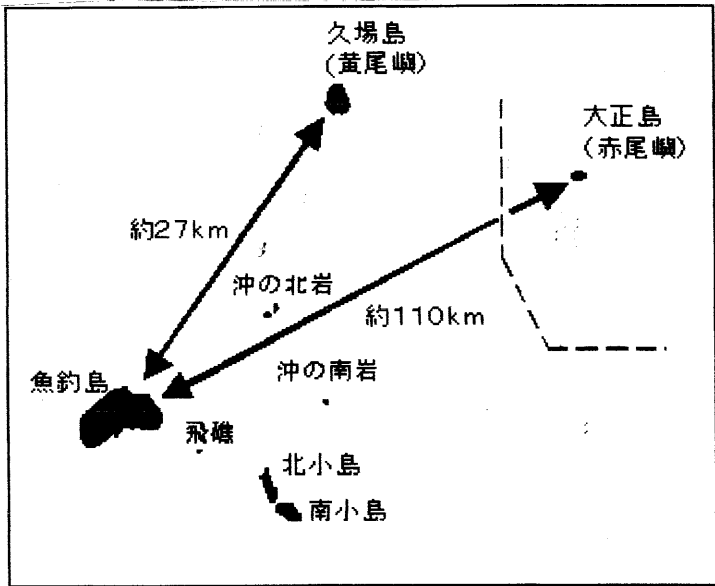 久場島
(黄尾嶼)
大正島
(赤尾嶼)
約27km
沖の北岩
約110km
魚釣島
沖の南岩
飛礁
北小島
南小島